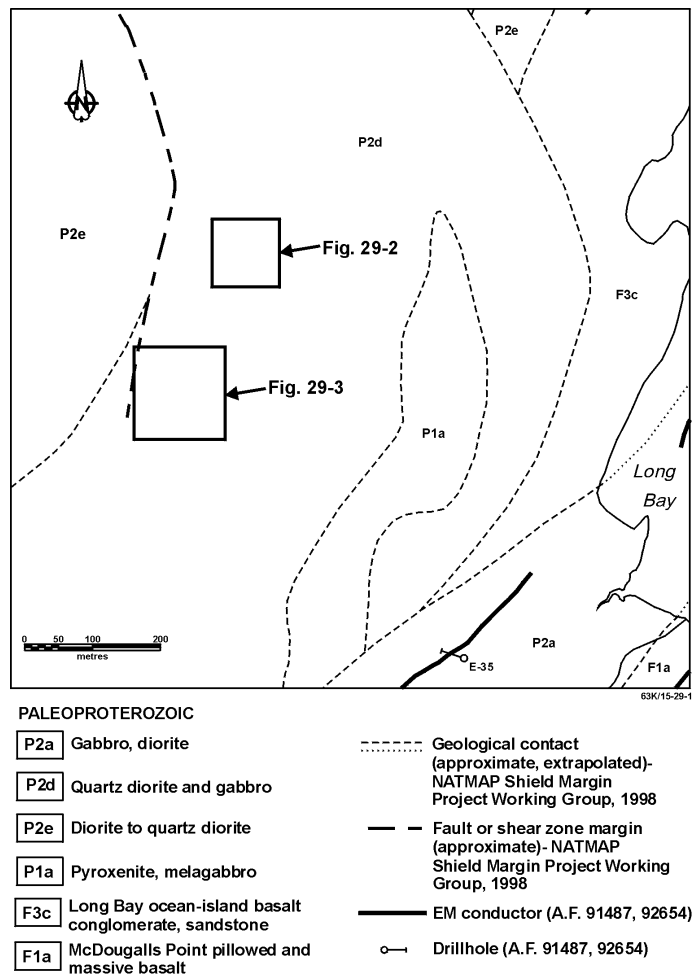 P2e
P2d
N
P2e
Fig. 29-2
F3c
Fig. 29-3
P1a
Long
Bay
0 50 100 200
metres
P2a
E-35
F1a
63K/15-29-1
PALEOPROTEROZOIC
P2a Gabbro, diorite
P2d Quartz diorite and gabbro
P2e Diorite to quartz diorite
P1a Pyroxenite, melagabbro
F3c Long Bay ocean-island basalt
conglomerate, sandstone
F1a McDougalls Point pillowed and
massive basalt
Geological contact
(approximate, extrapolated)-
NATMAP Shield Margin
Project Working Group, 1998
Fault or shear zone margin
(approximate)- NATMAP
Shield Margin Project Working
Group, 1998
EM conductor (A.F. 91487, 92654)
Drillhole (A.F. 91487, 92654)